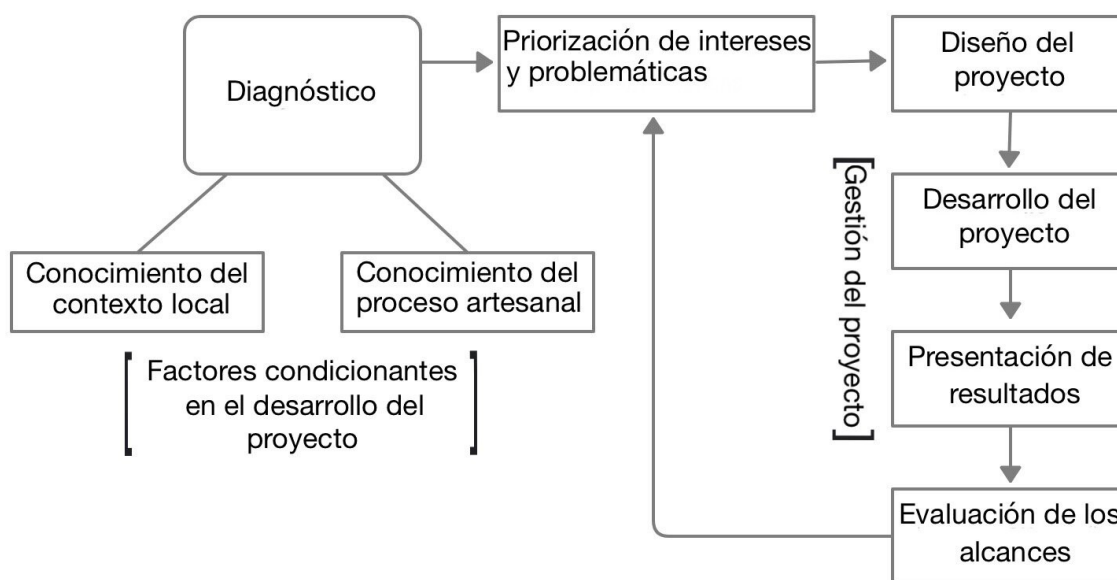 Diagnóstico
Priorización de intereses
y problemáticas
Diseño del
proyecto
Desarrollo del
proyecto
Presentación de
resultados
Evaluación de los
alcances
[Gestión del proyecto]
Conocimiento del
contexto local
Conocimiento del
proceso artesanal
[Factores condicionantes
en el desarrollo del
proyecto]